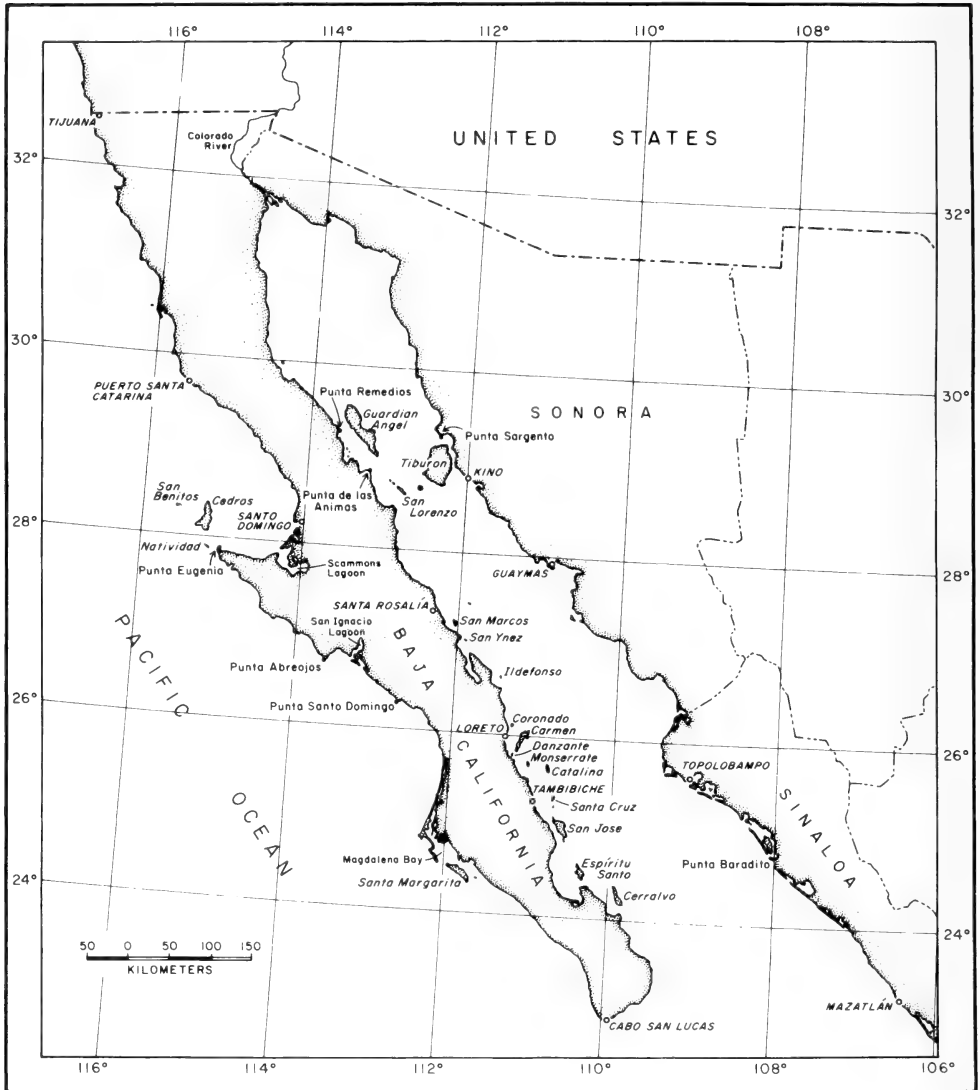 116°
114°
112°
110°
108°
TIJUANA
Colorado
River
UNITED STATES
32°
32°
30°
30°
PUERTO SANTA
CATARINA
Punta Remedios
Guardian
Angel
SONORA
Punta Sargento
Tiburon
KINO
San
Benitos
Cedros
SANTO
DOMINGO
Punta de las
Animas
San
Lorenzo
28°
28°
Natividad
Punta Eugenia
Scammons
Lagoon
GUAYMAS
SANTA ROSALIA
San Marcos
San Ynez
San Ignacio
Lagoon
BAJA
CALIFORNIA
PACIFIC
OCEAN
Punta Abreojos
Ildefonso
26°
26°
Punta Santo Domingo
LORETO
Coronado
Carmen
Danzante
Monserrate
Catalina
TOPOLOBAMPO
TAMBIBICHE
Santa Cruz
San Jose
SINALOA
Magdalena Bay
Santa Margarita
Espíritu
Santo
Cerralvo
Punta Baradito
24°
24°
50 0 50 100 150
KILOMETERS
MAZATLÁN
CABO SAN LUCAS
116°
114°
112°
110°
108°
106°